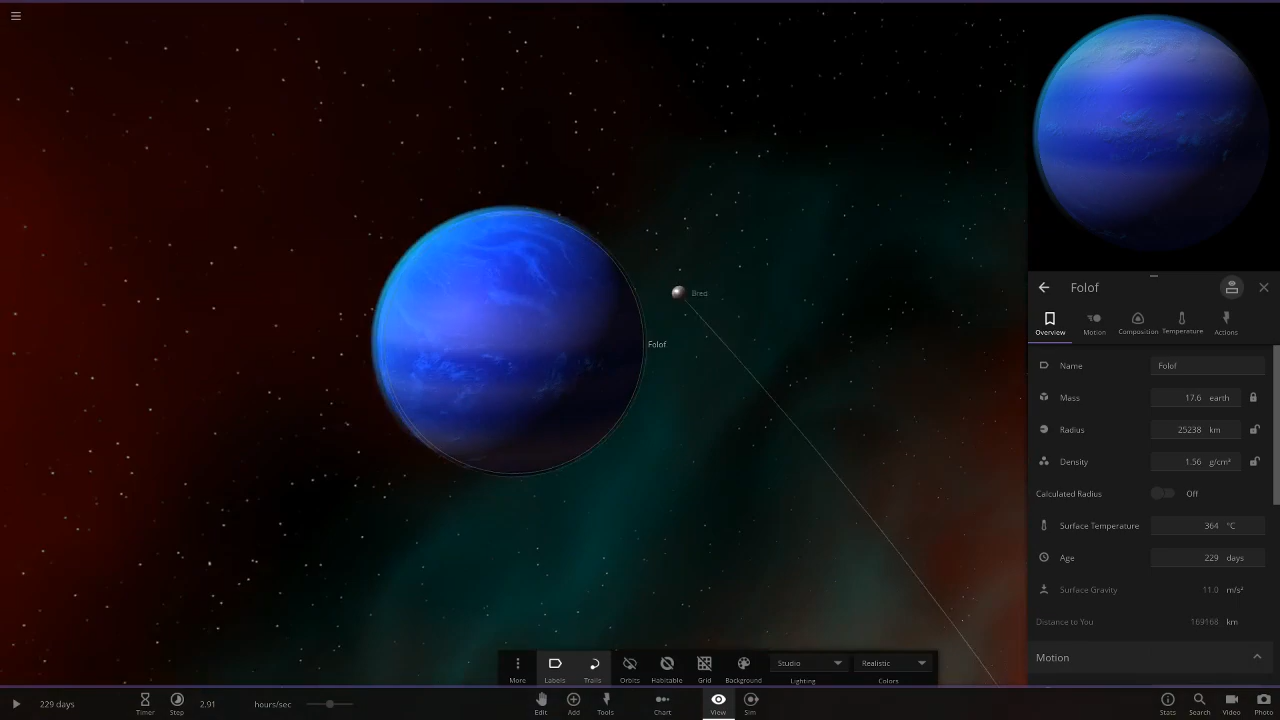 Bred
Folof
Folof
Overview Motion Composition Temperature Actions
Name Folof
Mass 17.6 earth
Radius 25238 km
Density 1.56 g/cm³
Calculated Radius Off
Surface Temperature 364 °C
Age 229 days
Surface Gravity 11.0 m/s²
Distance to You 169168 km
Motion
More Labels Trails Orbits Habitable Grid Background Studio Lighting Realistic Colors
229 days Timer Step 2.91 hours/sec Edit Add Tools Chart View Sim Stats Search Video Photo